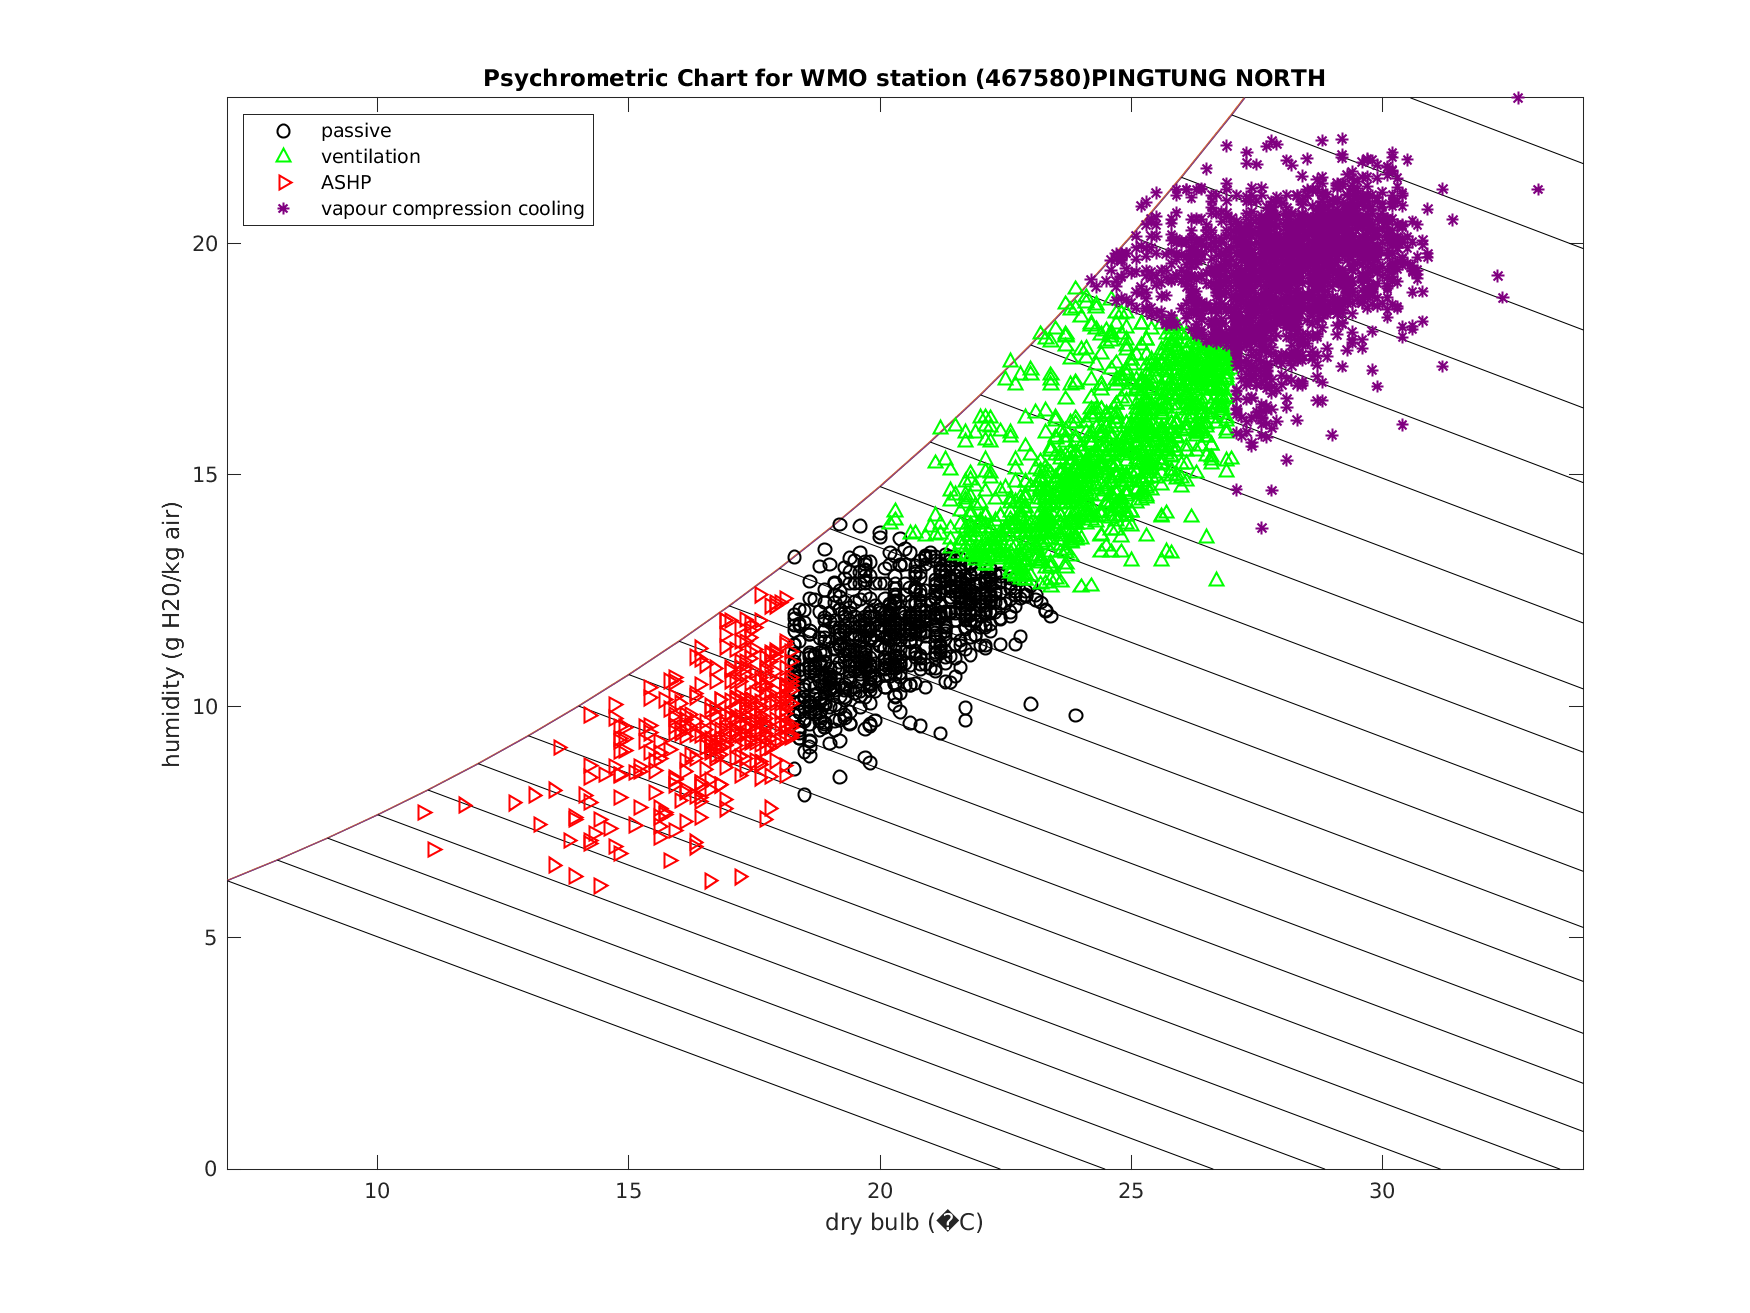 Psychrometric Chart for WMO station (467580)PINGTUNG NORTH
passive
ventilation
ASHP
vapour compression cooling
20
15
10
5
0
humidity (g H20/kg air)
10 15 20 25 30
dry bulb (�C)